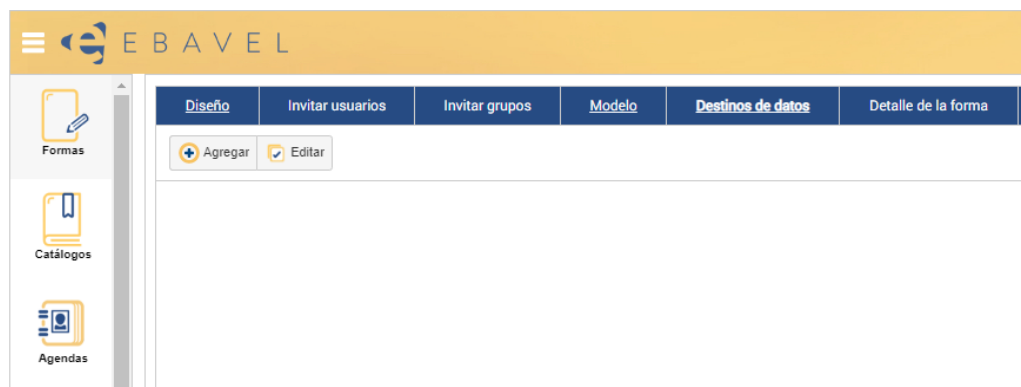 EBAVEL
Diseño Invitar usuarios Invitar grupos Modelo Destinos de datos Detalle de la forma
Agregar Editar
Formas
Catálogos
Agendas